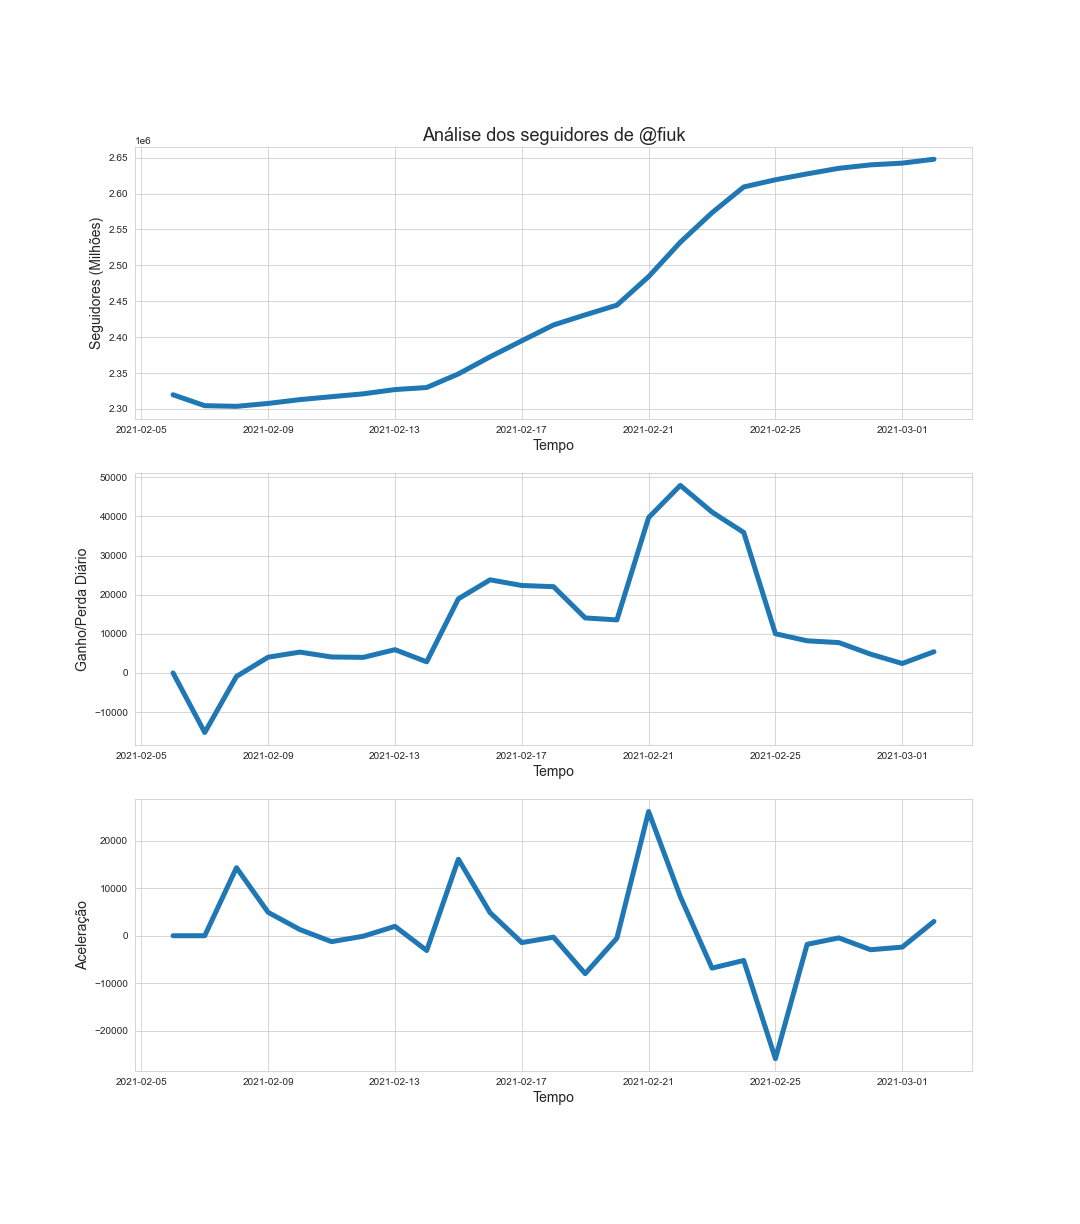 Análise dos seguidores de @fiuk
1e6
2.65
2.60
2.55
2.50
2.45
2.40
2.35
2.30
Seguidores (Milhões)
2021-02-05 2021-02-09 2021-02-13 2021-02-17 2021-02-21 2021-02-25 2021-03-01
Tempo
50000
40000
30000
20000
10000
0
−10000
Ganho/Perda Diário
2021-02-05 2021-02-09 2021-02-13 2021-02-17 2021-02-21 2021-02-25 2021-03-01
Tempo
20000
10000
0
−10000
−20000
Aceleração
2021-02-05 2021-02-09 2021-02-13 2021-02-17 2021-02-21 2021-02-25 2021-03-01
Tempo